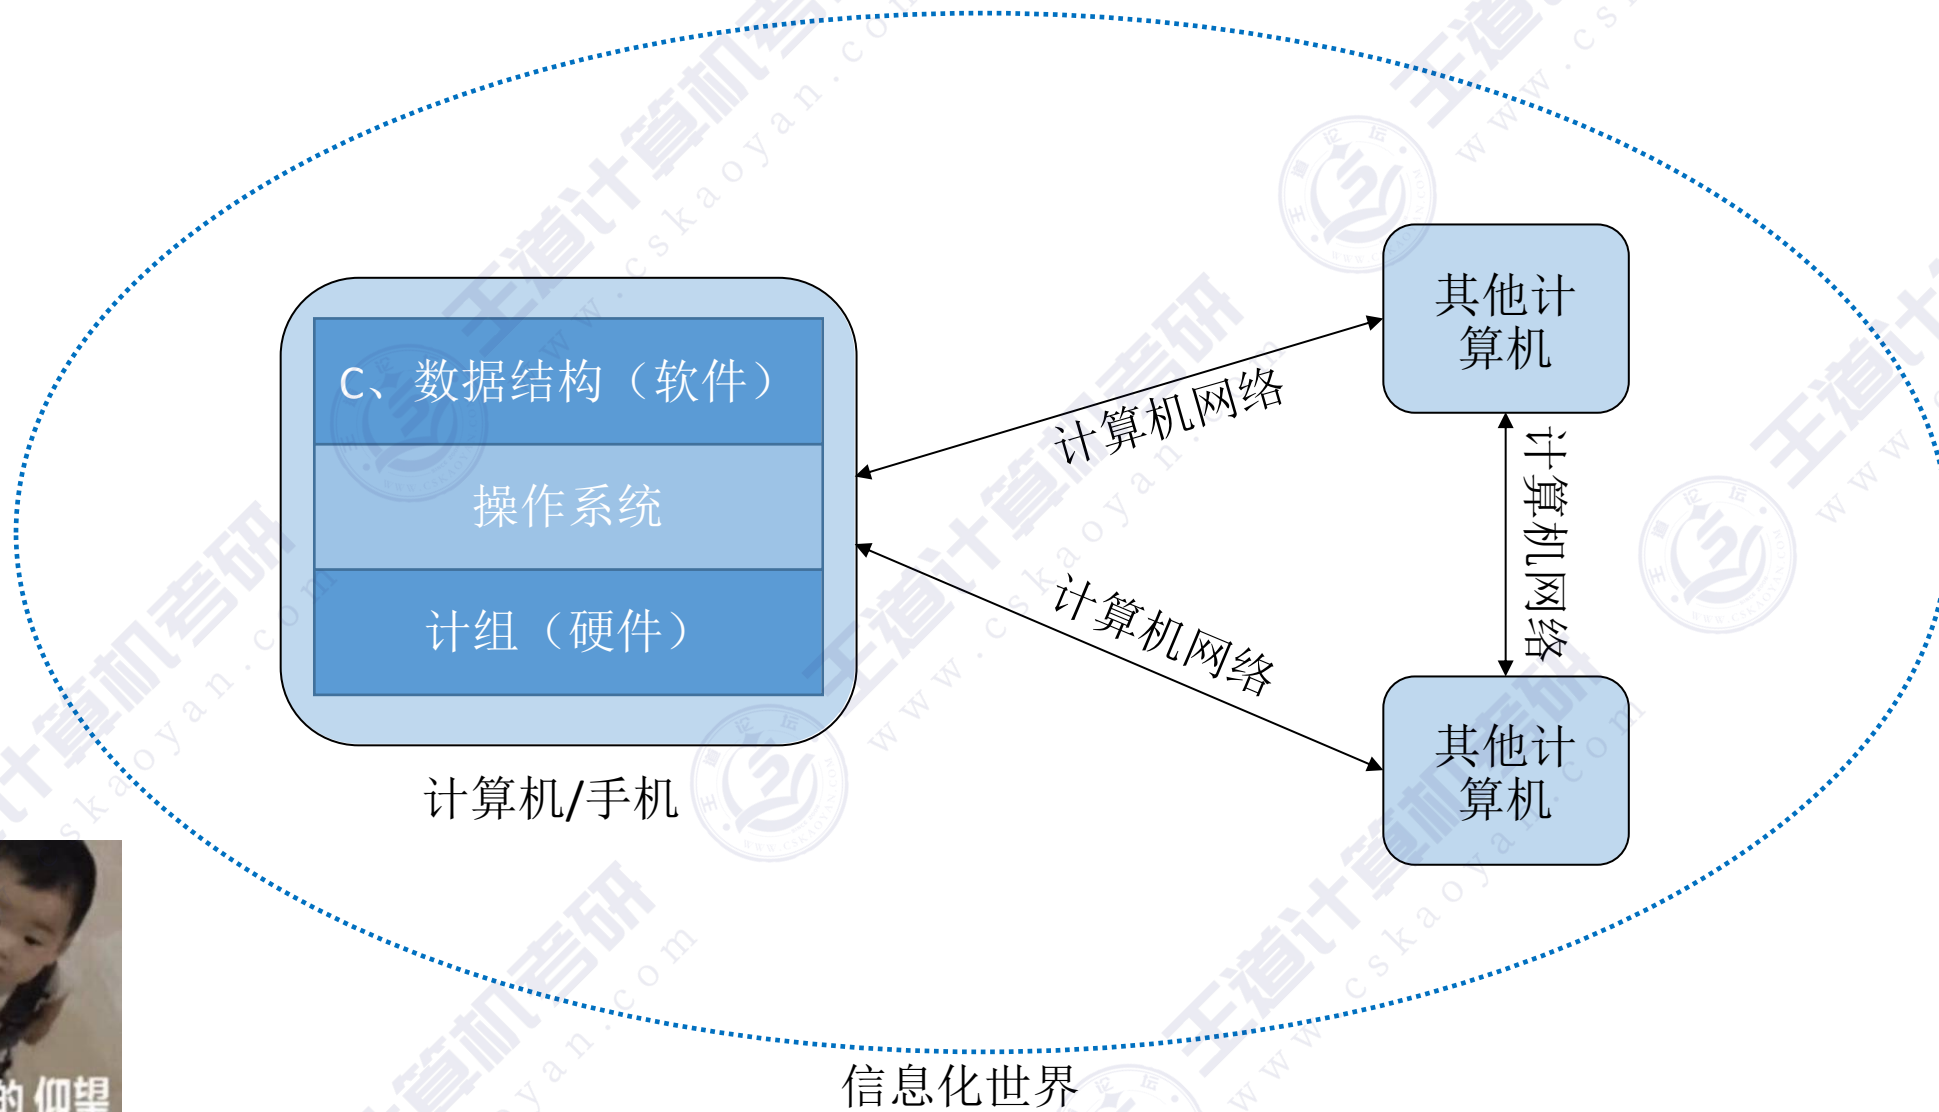 C、数据结构（软件）
操作系统
计组（硬件）
计算机/手机
计算机网络
计算机网络
计算机网络
其他计
算机
其他计
算机
信息化世界
的 仰望
王道计算机考研
www.cskaoyan.com